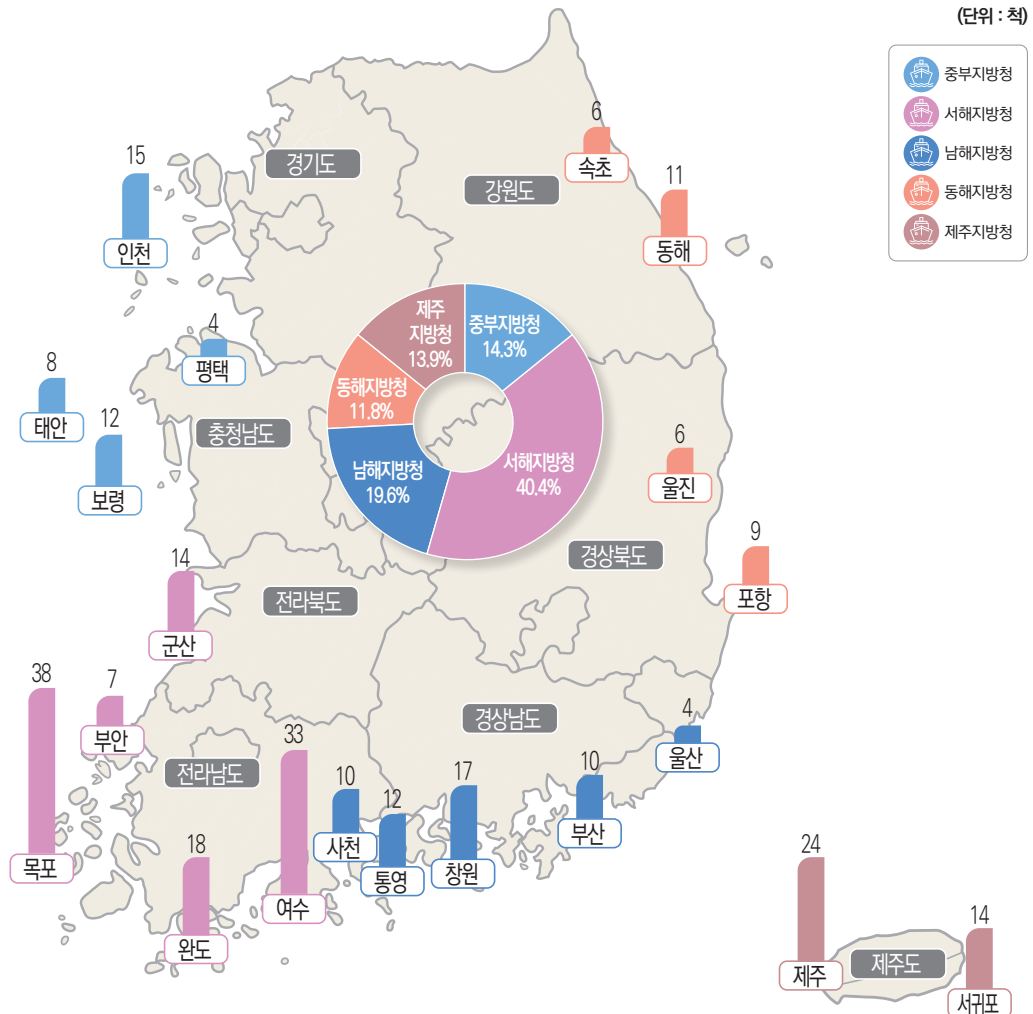 (단위 : 척)
중부지방청
서해지방청
남해지방청
동해지방청
제주지방청
경기도
강원도
6
속초
11
동해
15
인천
4
평택
8
태안
12
보령
충청남도
제주
지방청
13.9%
중부지방청
14.3%
동해지방청
11.8%
서해지방청
40.4%
남해지방청
19.6%
6
울진
경상북도
9
포항
14
군산
전라북도
38
목포
7
부안
전라남도
33
여수
18
완도
경상남도
10
사천
12
통영
17
창원
10
부산
4
울산
24
제주
제주도
14
서귀포